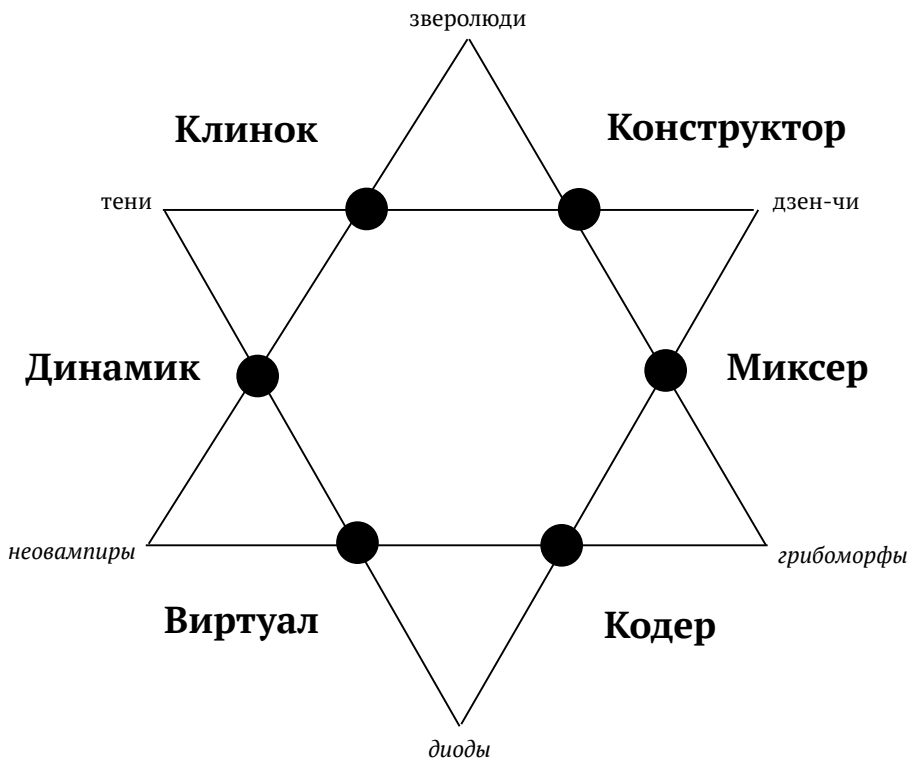 зверолюди
Клинок
Конструктор
тени
дзен-чи
Динамик
Миксер
неовампиры
грибоморфы
Виртуал
Кодер
диоды